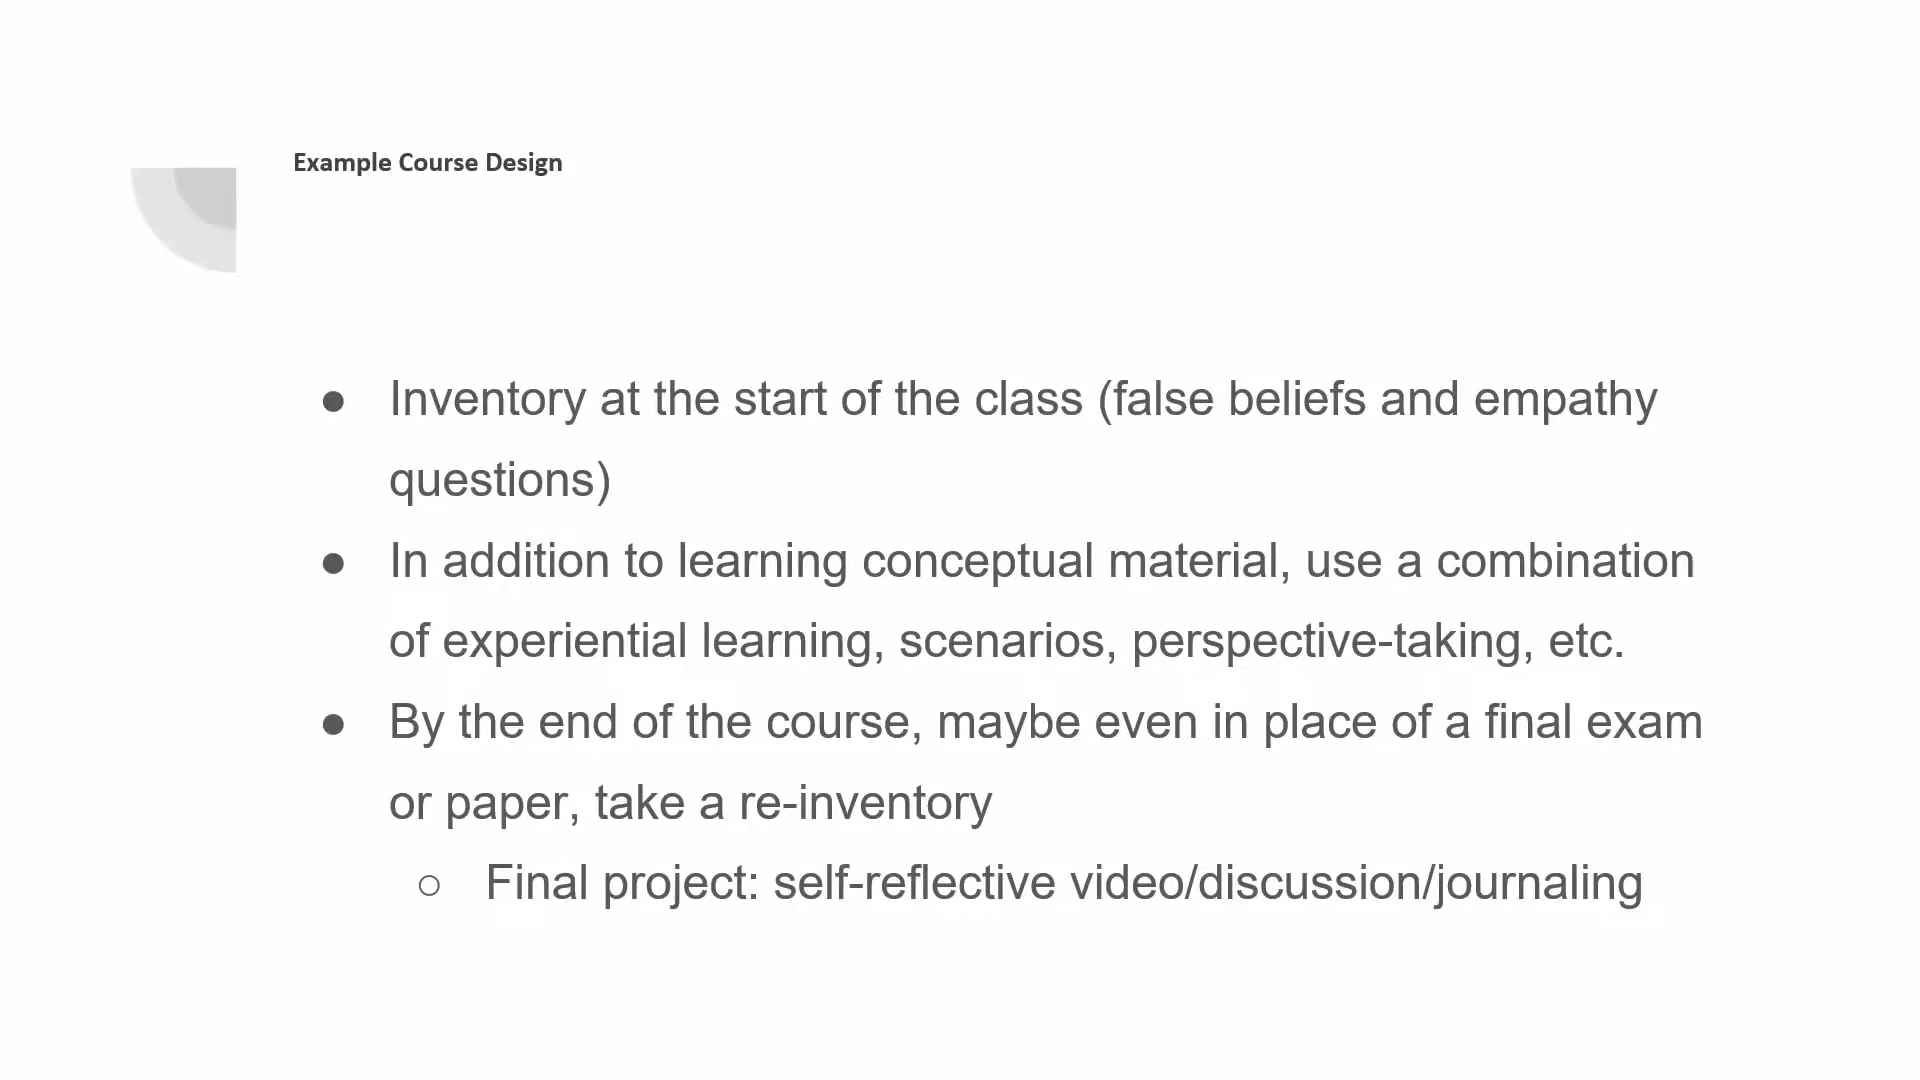 Example Course Design
● Inventory at the start of the class (false beliefs and empathy
questions)
● In addition to learning conceptual material, use a combination
of experiential learning, scenarios, perspective-taking, etc.
● By the end of the course, maybe even in place of a final exam
or paper, take a re-inventory
○ Final project: self-reflective video/discussion/journaling